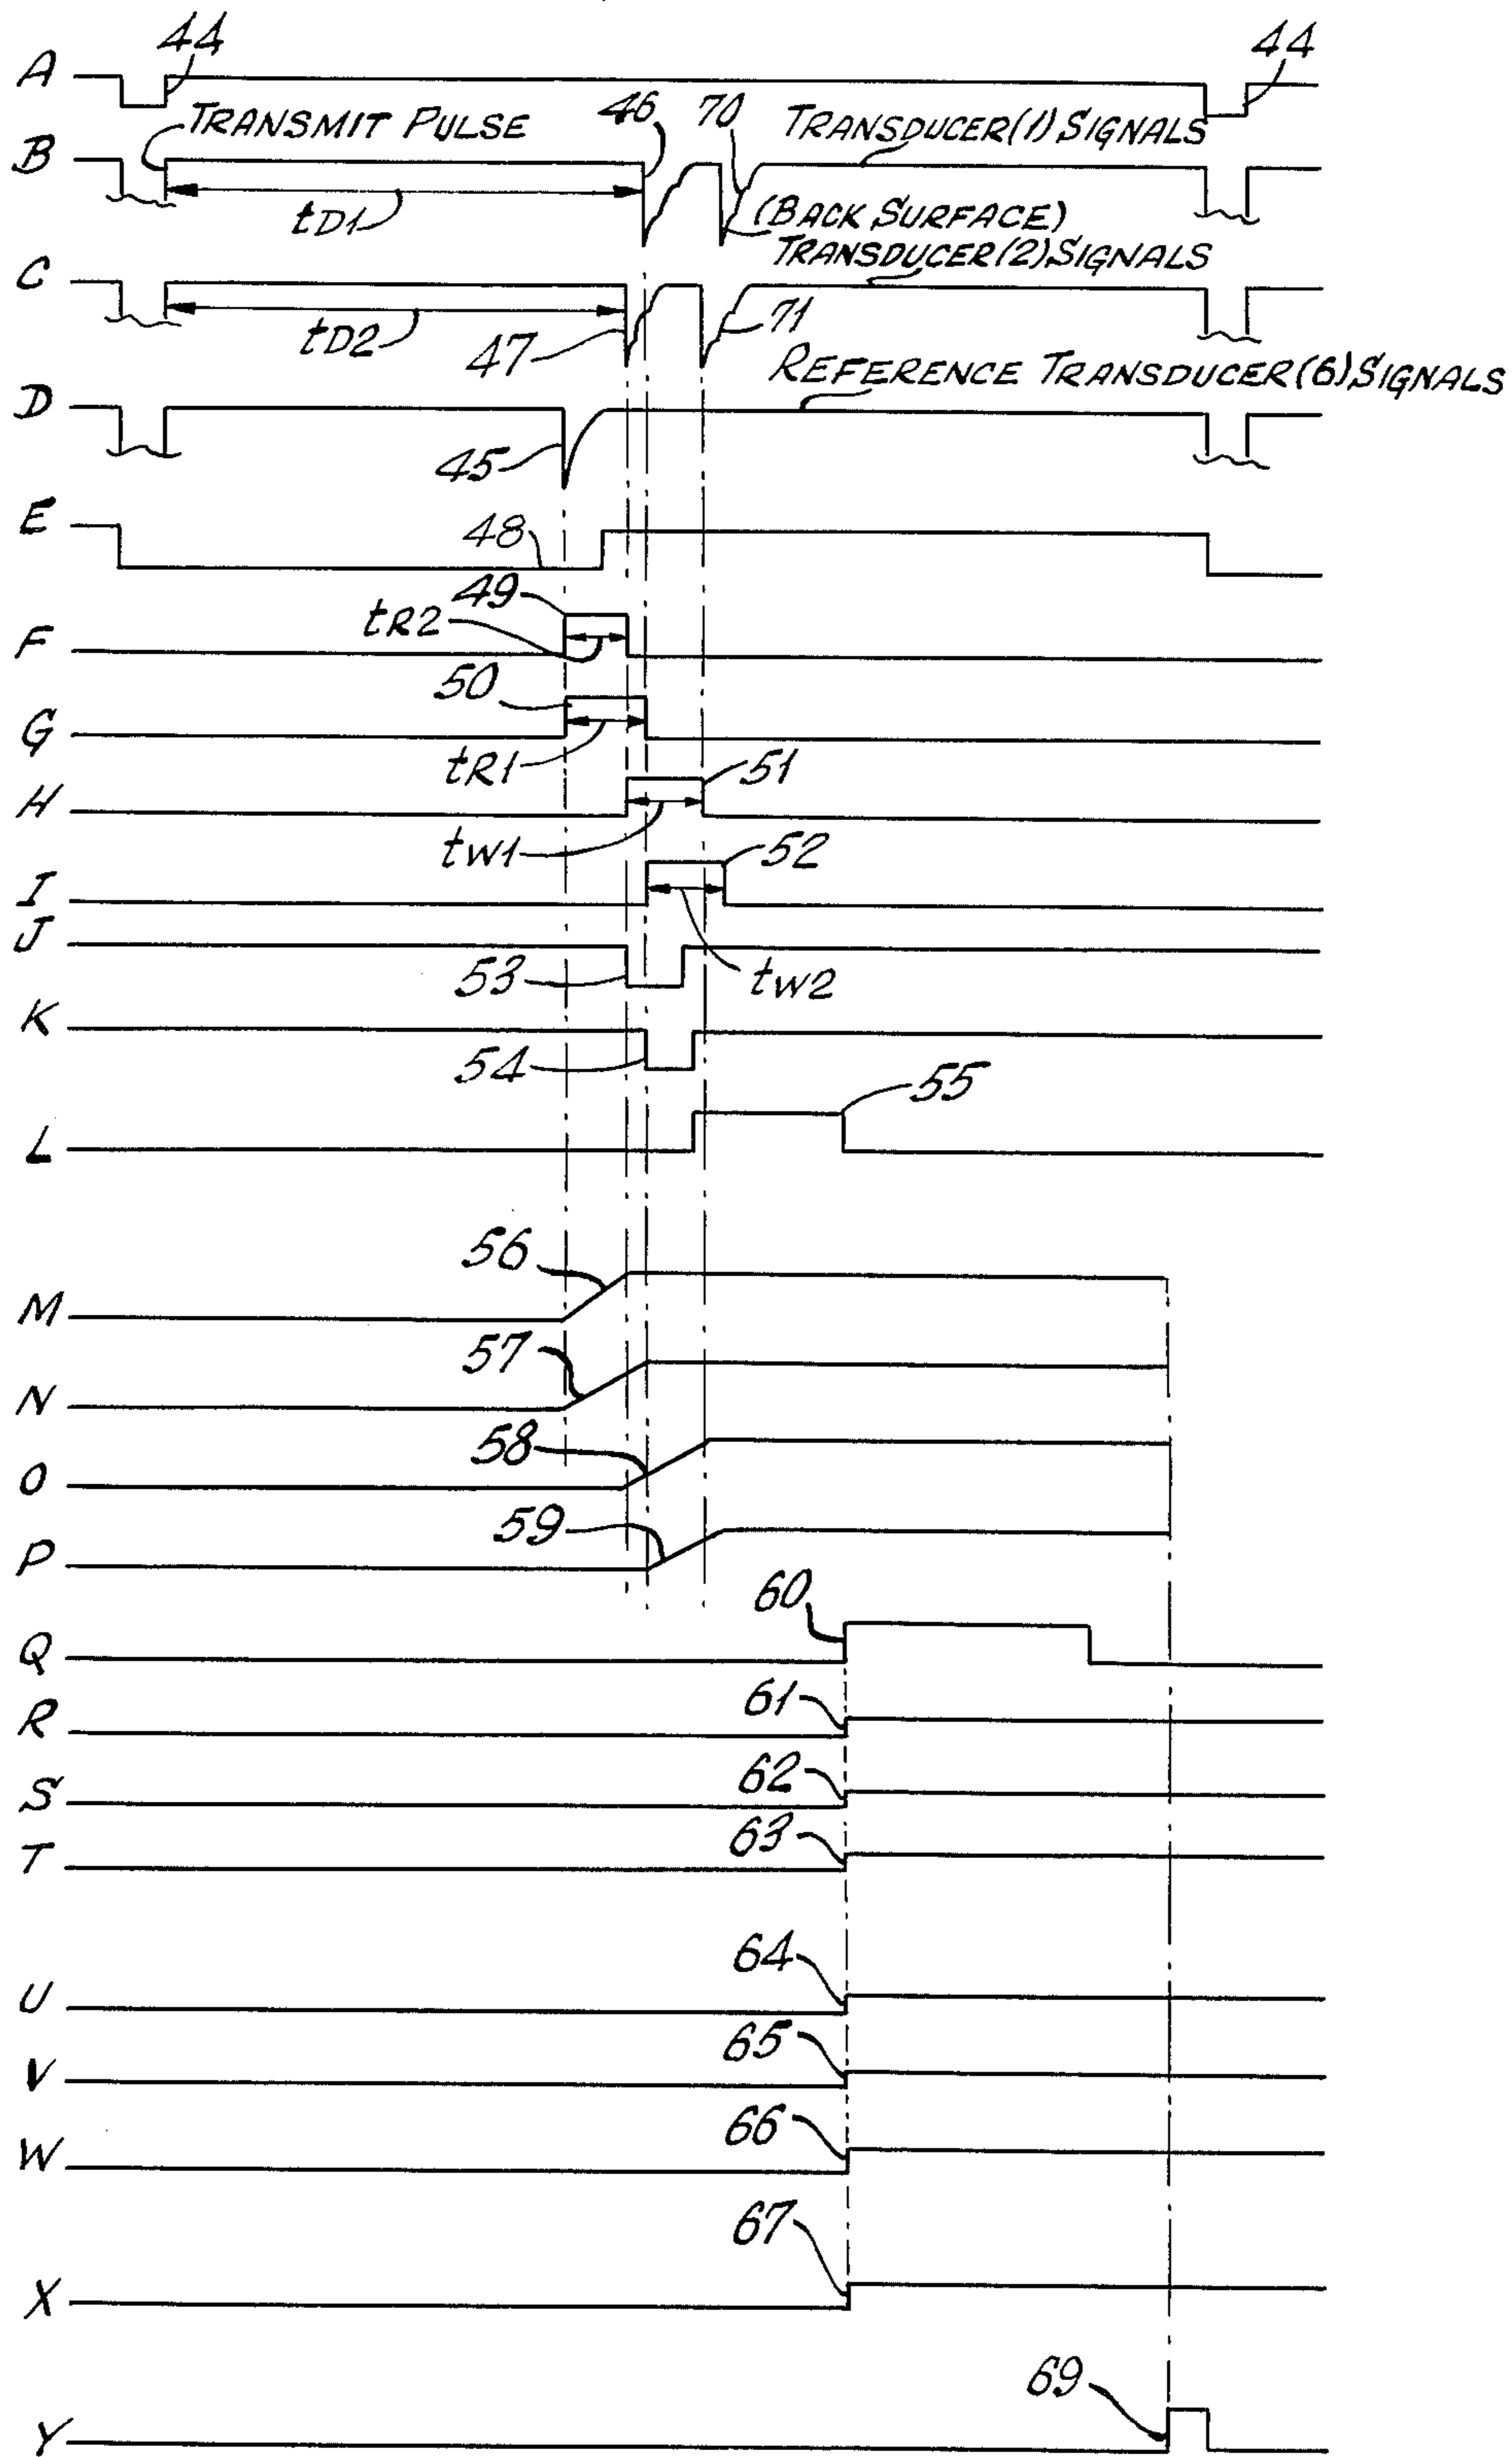 44
44
A
TRANSMIT PULSE
46
70
TRANSDUCER(1)SIGNALS
B
tD1
(BACK SURFACE)
TRANSDUCER(2)SIGNALS
C
tD2
47
71
REFERENCE TRANSDUCER(6)SIGNALS
D
45
E
48
49
tR2
F
50
G
tR1
51
H
tW1
52
I
J
53
tW2
K
54
55
L
56
M
57
N
58
O
59
P
60
Q
61
R
62
S
63
T
64
U
65
V
66
W
67
X
69
Y